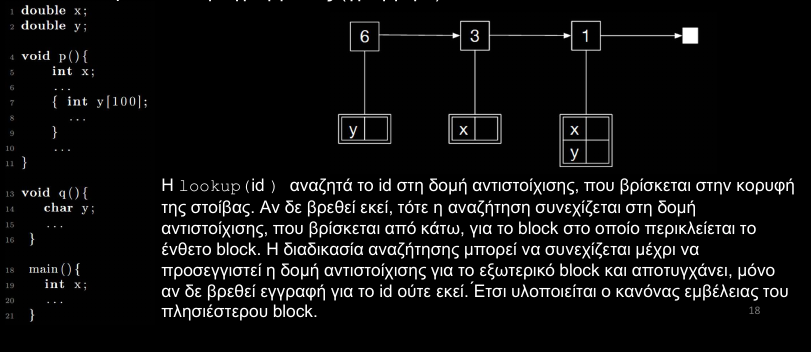 1 double x;
2 double y;
4 void p(){
5 int x;
6 ...
7 { int y[100];
8 ...
9 }
10 ...
11 }
13 void q(){
14 char y;
15 ...
16 }
18 main(){
19 int x;
20 ...
21 }
6 3 1
y x x
y
Η lookup(id ) αναζητά το id στη δομή αντιστοίχισης, που βρίσκεται στην κορυφή
της στοίβας. Αν δε βρεθεί εκεί, τότε η αναζήτηση συνεχίζεται στη δομή
αντιστοίχισης, που βρίσκεται από κάτω, για το block στο οποίο περικλείεται το
ένθετο block. Η διαδικασία αναζήτησης μπορεί να συνεχίζεται μέχρι να
προσεγγιστεί η δομή αντιστοίχισης για το εξωτερικό block και αποτυγχάνει, μόνο
αν δε βρεθεί εγγραφή για το id ούτε εκεί. Έτσι υλοποιείται ο κανόνας εμβέλειας του
πλησιέστερου block.
18